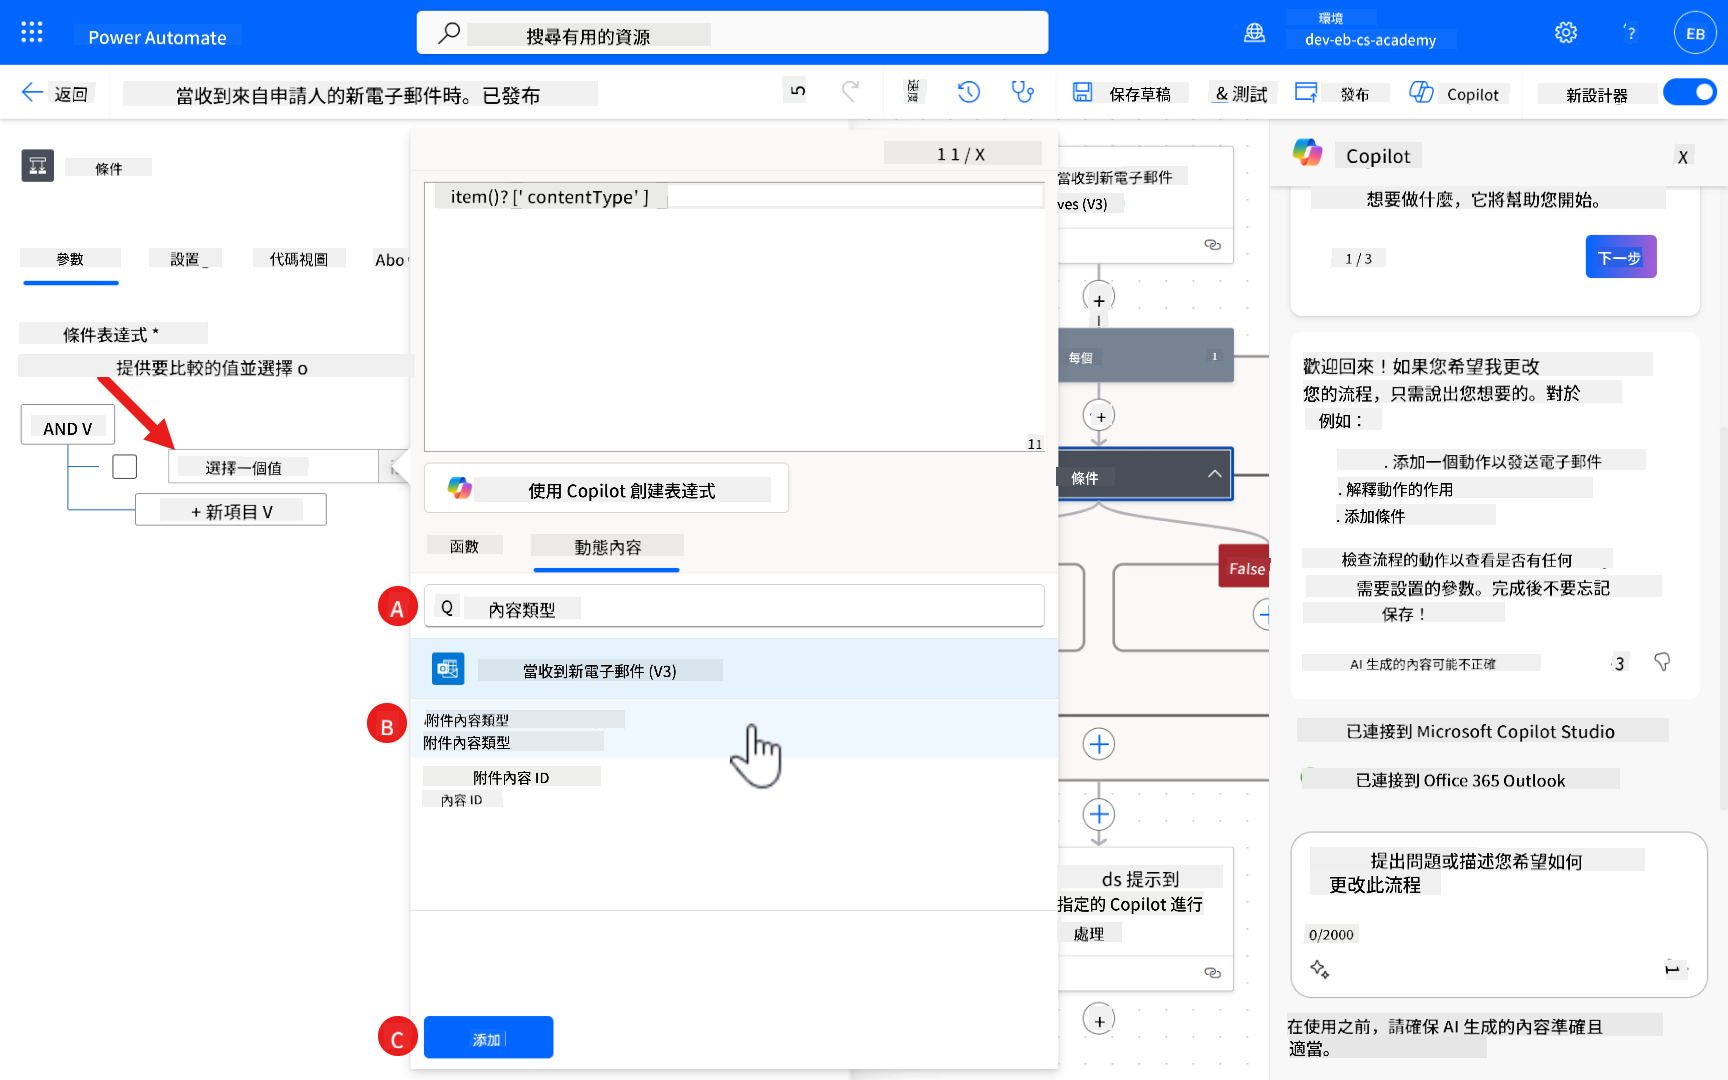 Power Automate
搜尋有用的資源
環境
dev-eb-cs-academy
?
EB
返回
當收到來自申請人的新電子郵件時。已發布
保存草稿
& 測試
發布
Copilot
新設計器
條件
參數
設置
代碼視圖
Abo
條件表達式 *
提供要比較的值並選擇 o
AND V
選擇一個值
+ 新項目 V
1 1 / X
item()? [' contentType' ]
11
使用 Copilot 創建表達式
函數
動態內容
A
Q
內容類型
當收到新電子郵件 (V3)
B
附件內容類型
附件內容類型
附件內容 ID
內容 ID
C
添加
當收到新電子郵件
ves (V3)
每個
1
條件
False
ds 提示到
指定的 Copilot 進行
處理
Copilot
X
想要做什麼，它將幫助您開始。
1 / 3
下一步
歡迎回來！如果您希望我更改
您的流程，只需說出您想要的。對於
例如：
. 添加一個動作以發送電子郵件
. 解釋動作的作用
. 添加條件
檢查流程的動作以查看是否有任何
需要設置的參數。完成後不要忘記
保存！
AI 生成的內容可能不正確
3
已連接到 Microsoft Copilot Studio
已連接到 Office 365 Outlook
提出問題或描述您希望如何
更改此流程
0/2000
在使用之前，請確保 AI 生成的內容準確且
適當。